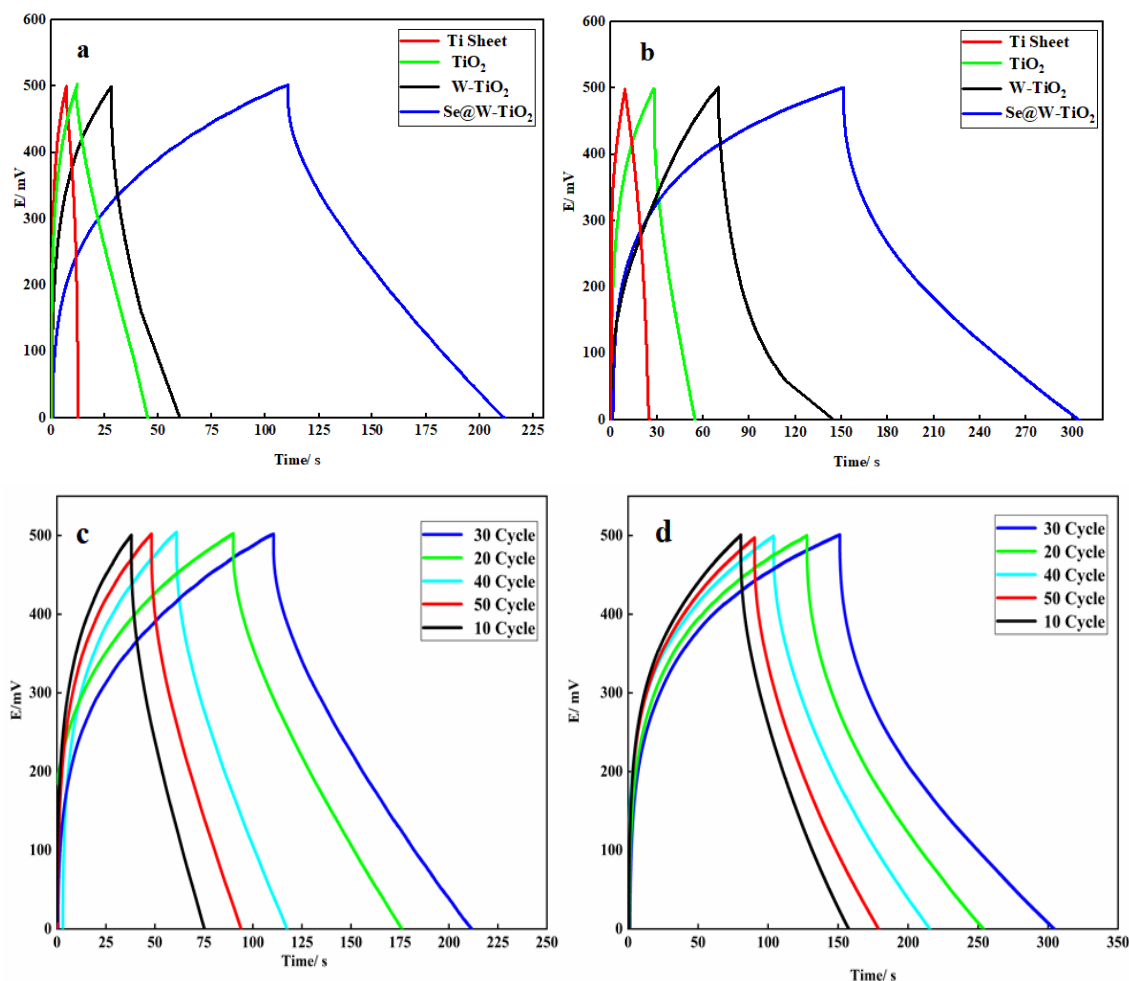 a
Ti Sheet
TiO₂
W-TiO₂
Se@W-TiO₂
E/ mV
600
500
400
300
200
100
0
0 25 50 75 100 125 150 175 200 225
Time/ s
b
Ti Sheet
TiO₂
W-TiO₂
Se@W-TiO₂
E/ mV
600
500
400
300
200
100
0
0 30 60 90 120 150 180 210 240 270 300
Time/ s
c
30 Cycle
20 Cycle
40 Cycle
50 Cycle
10 Cycle
E/mV
500
400
300
200
100
0
0 25 50 75 100 125 150 175 200 225 250
Time/ s
d
30 Cycle
20 Cycle
40 Cycle
50 Cycle
10 Cycle
E/ mV
500
400
300
200
100
0
0 50 100 150 200 250 300 350
Time/ s